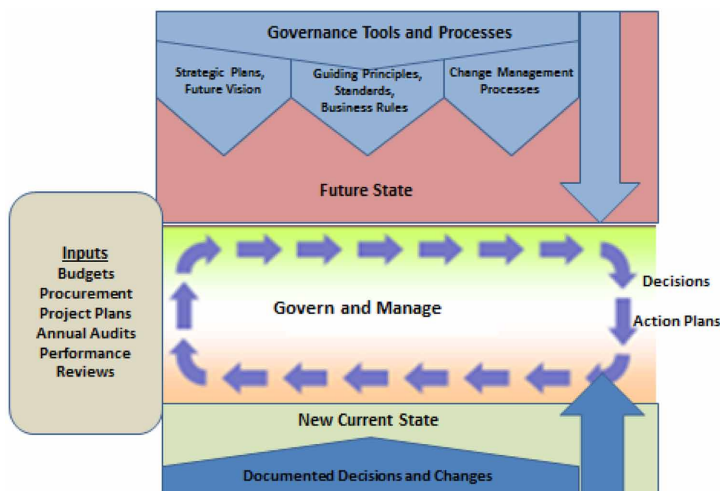 Governance Tools and Processes
Strategic Plans,
Future Vision
Guiding Principles,
Standards,
Business Rules
Change Management
Processes
Future State
Inputs
Budgets
Procurement
Project Plans
Annual Audits
Performance
Reviews
Govern and Manage
Decisions
Action Plans
New Current State
Documented Decisions and Changes